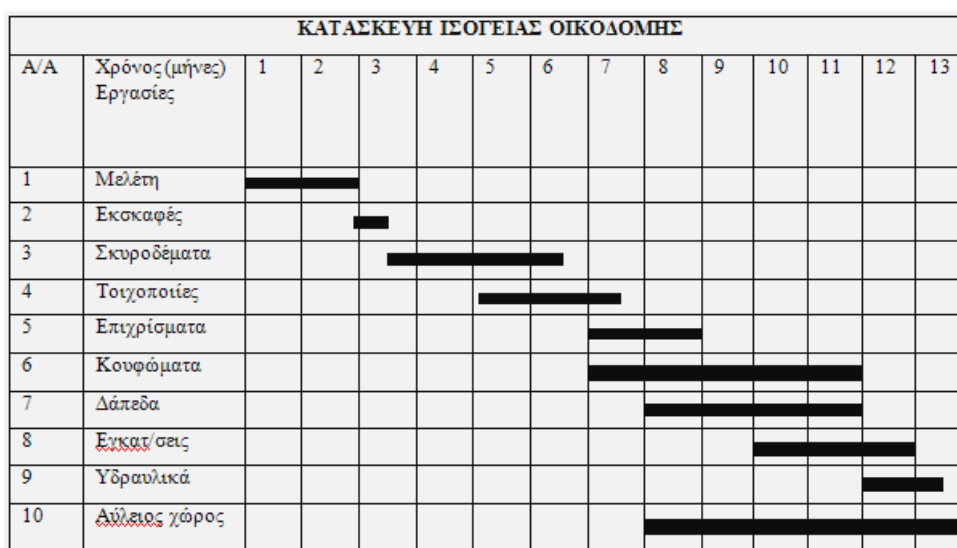 ΚΑΤΑΣΚΕΥΗ ΙΣΟΓΕΙΑΣ ΟΙΚΟΔΟΜΗΣ
Α/Α Χρόνος (μήνες) 1 2 3 4 5 6 7 8 9 10 11 12 13
Εργασίες
1 Μελέτη
2 Εκσκαφές
3 Σκυροδέματα
4 Τοιχοποιίες
5 Επιχρίσματα
6 Κουφώματα
7 Δάπεδα
8 Εγκατ/σεις
9 Υδραυλικά
10 Αύλειος χώρος